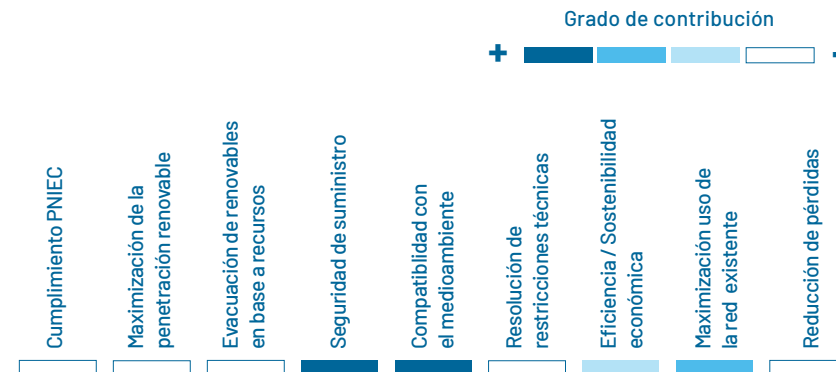 Grado de contribución
+
Cumplimiento PNIEC
Maximización de la
penetración renovable
Evacuación de renovables
en base a recursos
Seguridad de suministro
Compatiblidad con
el medioambiente
Resolución de
restricciones técnicas
Eficiencia / Sostenibilidad
económica
Maximización uso de
la red existente
Reducción de pérdidas